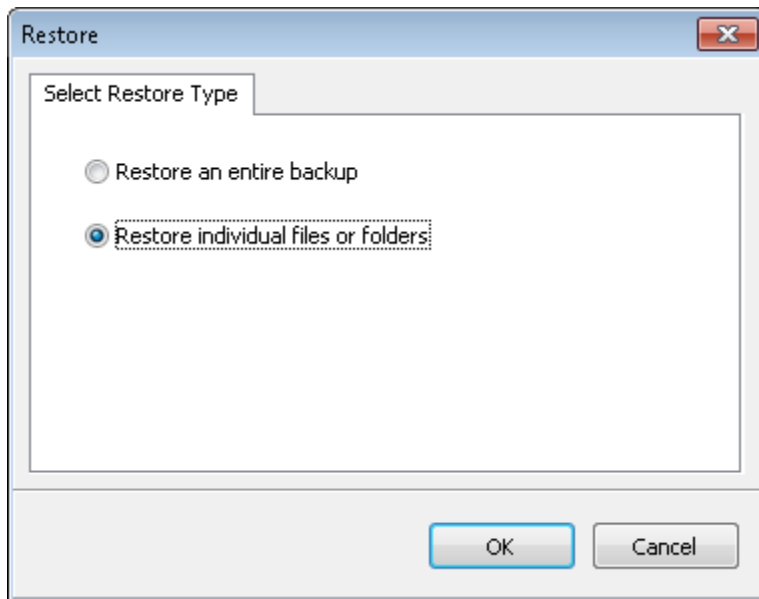 Restore
Select Restore Type
Restore an entire backup
Restore individual files or folders
OK
Cancel